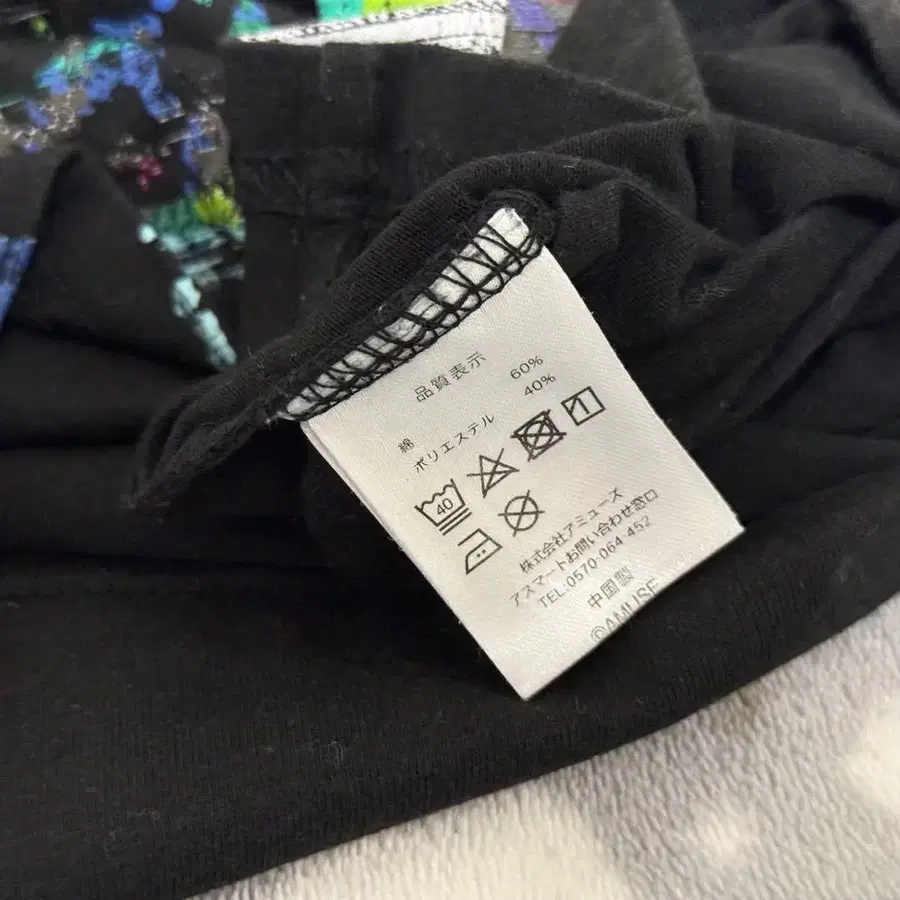 品質表示
綿 60%
ポリエステル 40%
40
株式会社アミューズ
アスマートお問い合わせ窓口
TEL:0570-064-452
中国製
©AMUSE